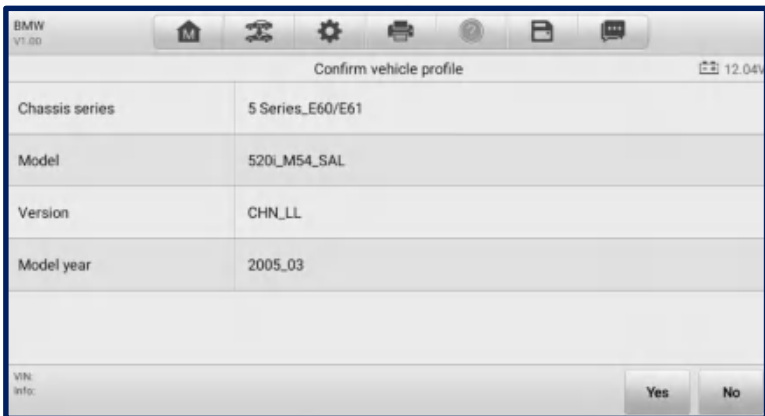 BMW
V1.00
M
Confirm vehicle profile
12.04V
Chassis series 5 Series_E60/E61
Model 520i_M54_SAL
Version CHN_LL
Model year 2005_03
VIN:
Info:
Yes No